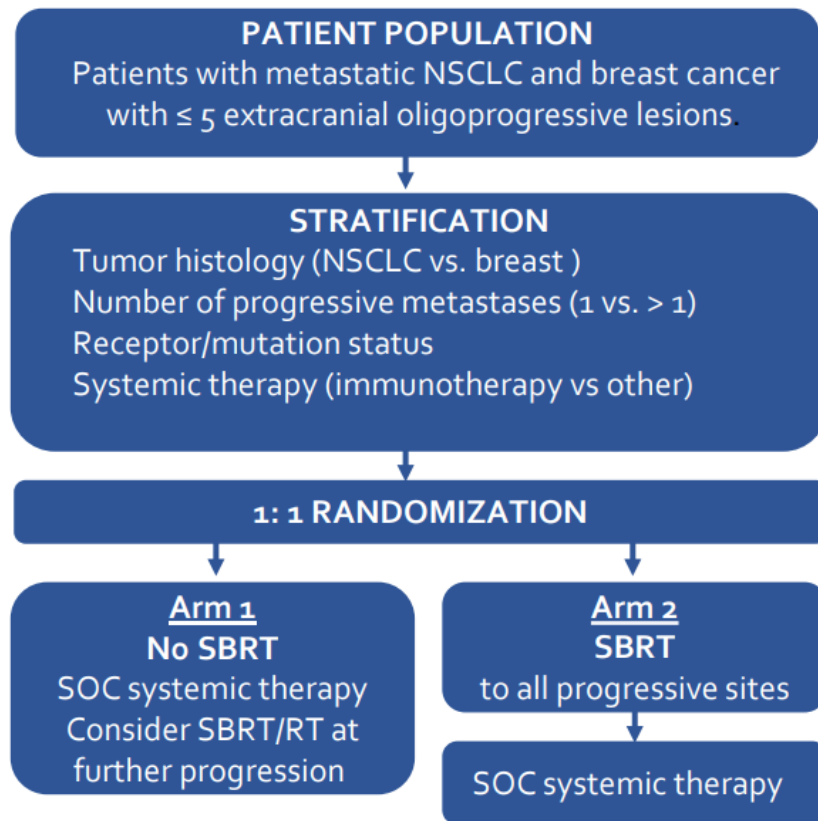 PATIENT POPULATION
Patients with metastatic NSCLC and breast cancer
with ≤ 5 extracranial oligoprogressive lesions.
STRATIFICATION
Tumor histology (NSCLC vs. breast )
Number of progressive metastases (1 vs. > 1)
Receptor/mutation status
Systemic therapy (immunotherapy vs other)
1: 1 RANDOMIZATION
Arm 1
No SBRT
SOC systemic therapy
Consider SBRT/RT at
further progression
Arm 2
SBRT
to all progressive sites
SOC systemic therapy